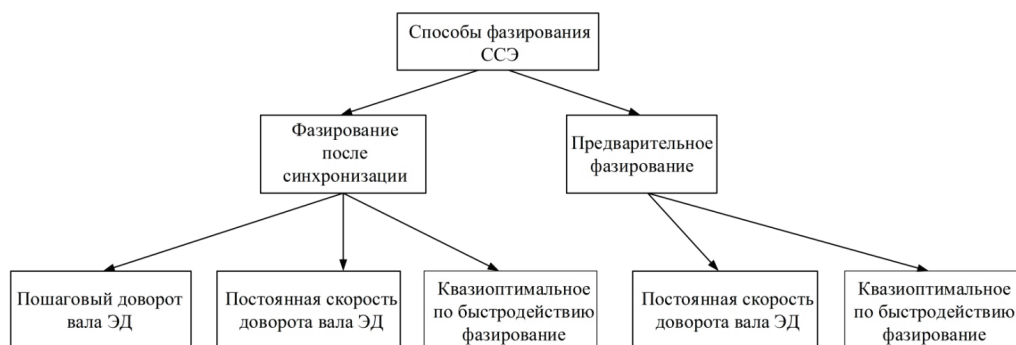 Способы фазирования
ССЭ
Фазирование
после
синхронизации
Предварительное
фазирование
Пошаговый доворот
вала ЭД
Постоянная скорость
доворота вала ЭД
Квазиоптимальное
по быстродействию
фазирование
Постоянная скорость
доворота вала ЭД
Квазиоптимальное
по быстродействию
фазирование